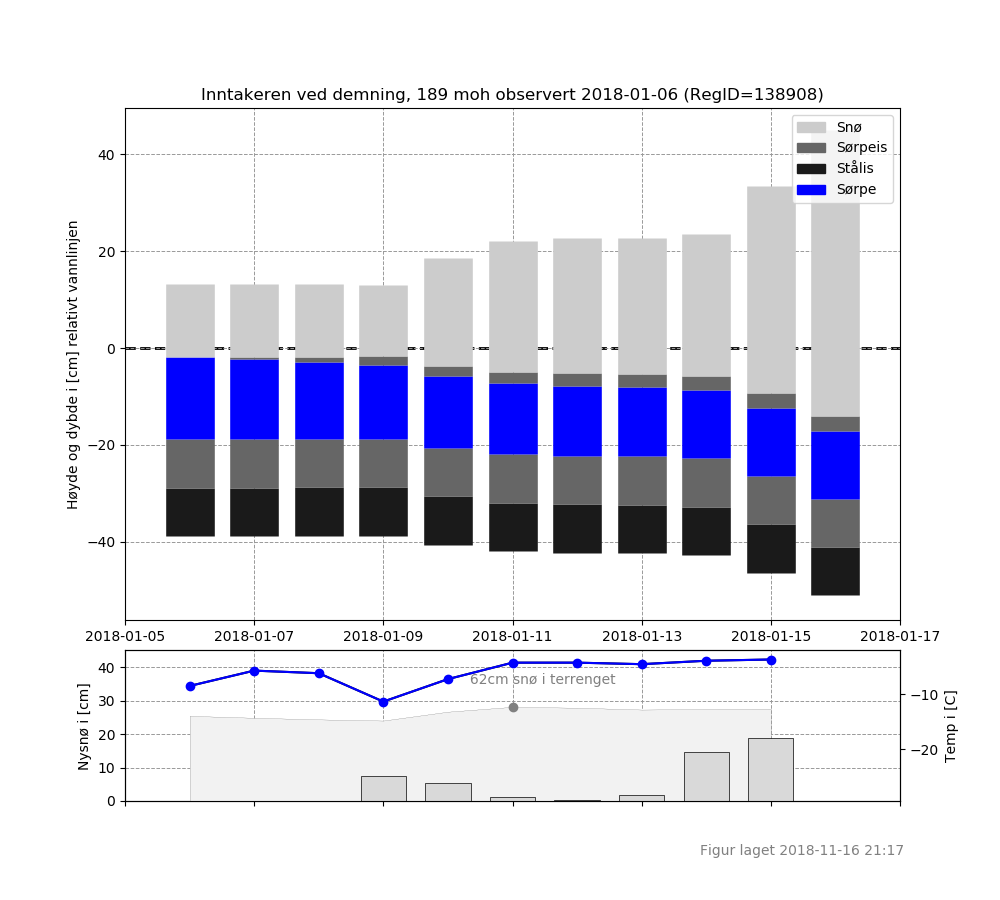 Inntakeren ved demning, 189 moh observert 2018-01-06 (RegID=138908)
Snø
Sørpeis
Stålis
Sørpe
Høyde og dybde i [cm] relativt vannlinjen
40
20
0
−20
−40
2018-01-05 2018-01-07 2018-01-09 2018-01-11 2018-01-13 2018-01-15 2018-01-17
62cm snø i terrenget
Nysnø i [cm]
40
30
20
10
0
−10
−20
Temp i [C]
Figur laget 2018-11-16 21:17